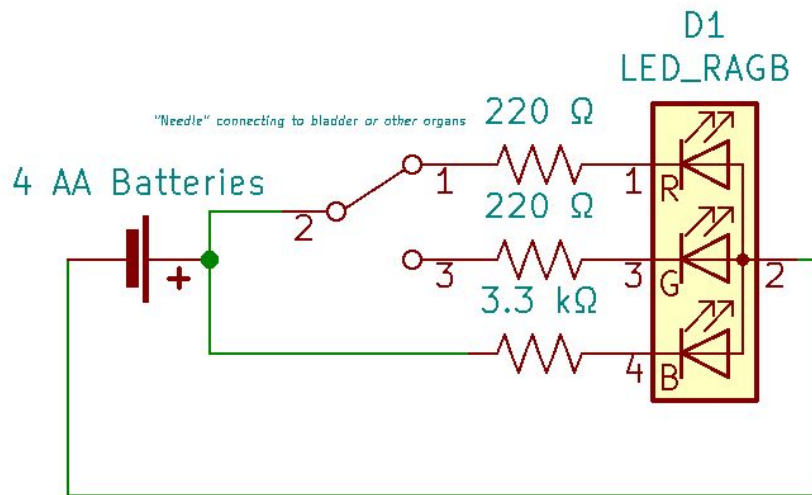 D1
LED_RAGB
"Needle" connecting to bladder or other organs
220 Ω
4 AA Batteries
1
1
R
2
220 Ω
+
3
3
G
2
3.3 kΩ
4
B